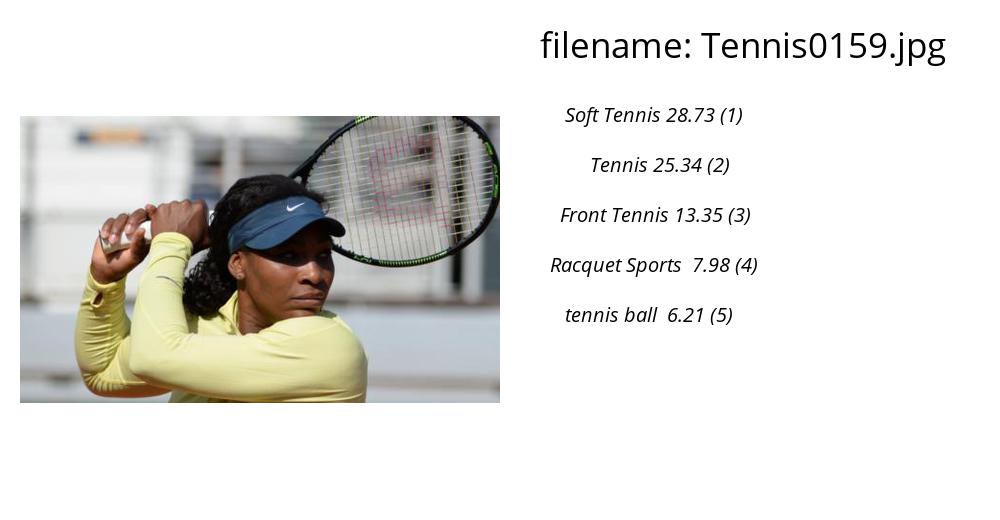 filename: Tennis0159.jpg
Soft Tennis 28.73 (1)
Tennis 25.34 (2)
Front Tennis 13.35 (3)
Racquet Sports 7.98 (4)
tennis ball 6.21 (5)